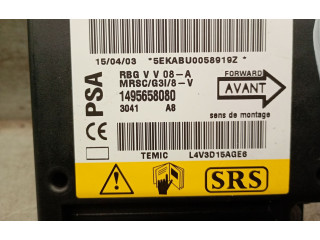 15/04/03 *5EKABU0058919Z*
PSA
RBG V V 08-A
MRSC/G3I/8-V
1495658080
3041 A8
FORWARD
AVANT
sens de montage
CE
TEMIC L4V3D15AGE6
SRS